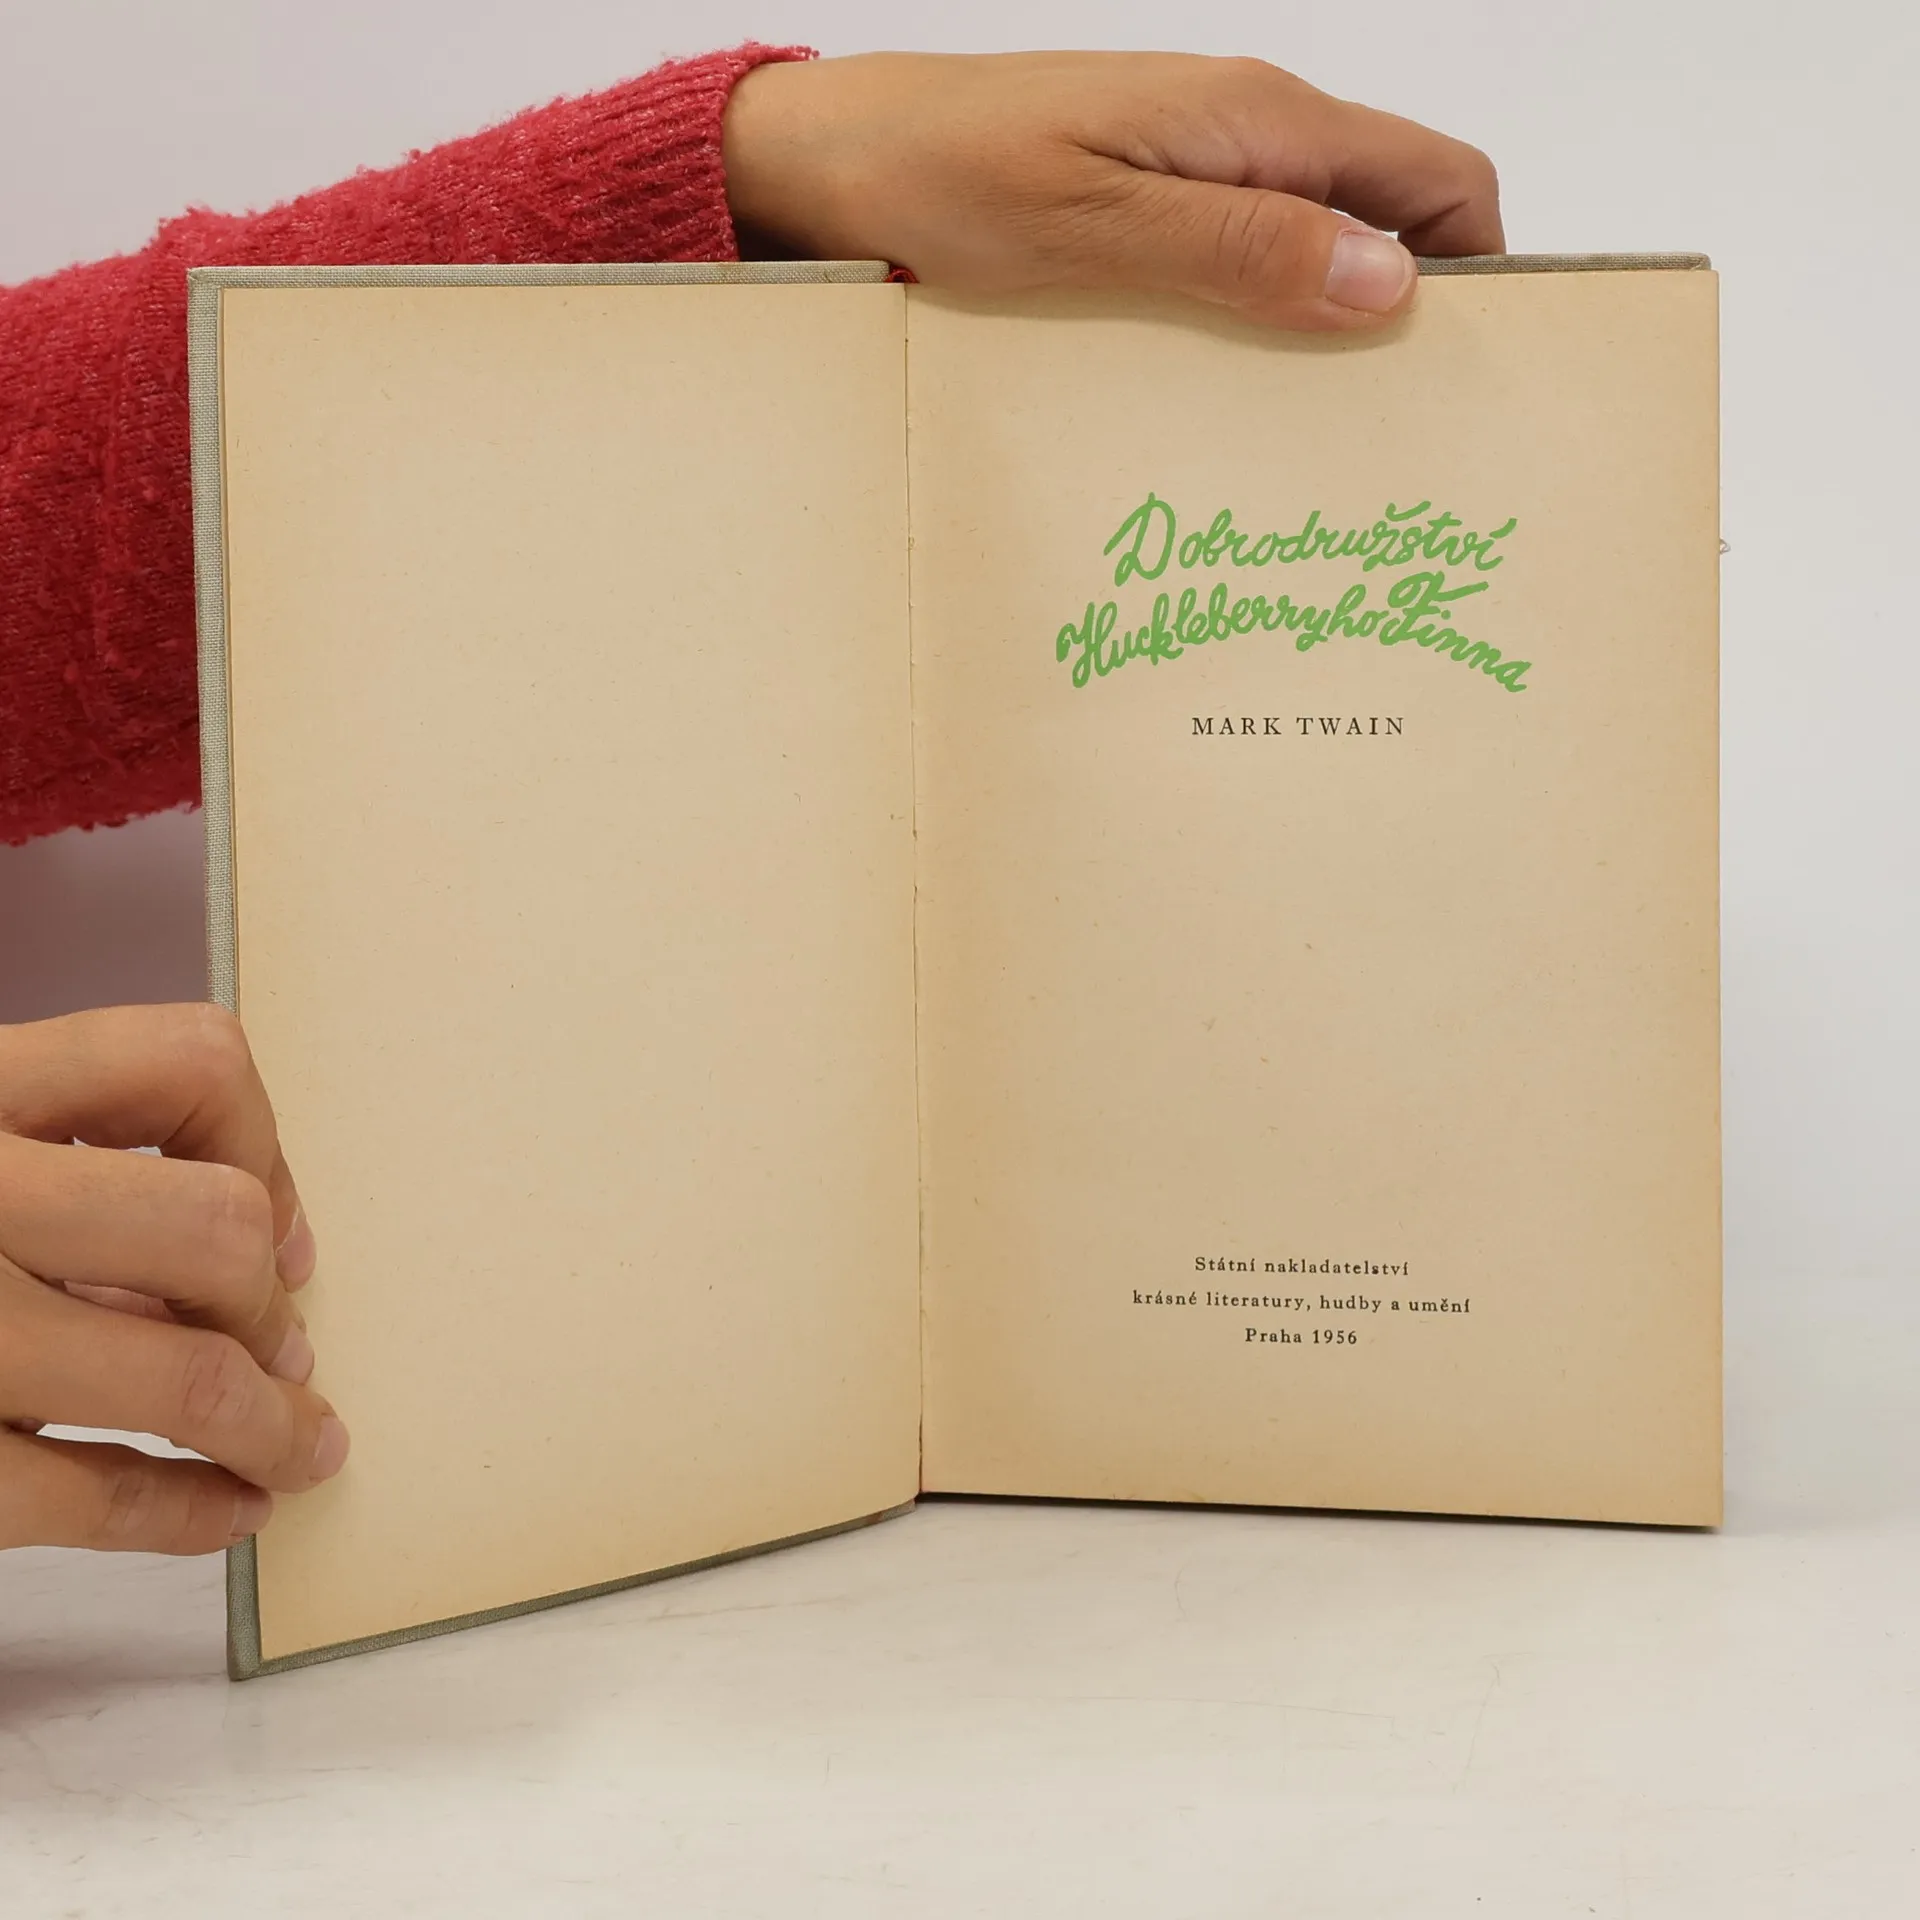 Dobrodružství
Huckleberryho Finna
MARK TWAIN
Státní nakladatelství
krásné literatury, hudby a umění
Praha 1956